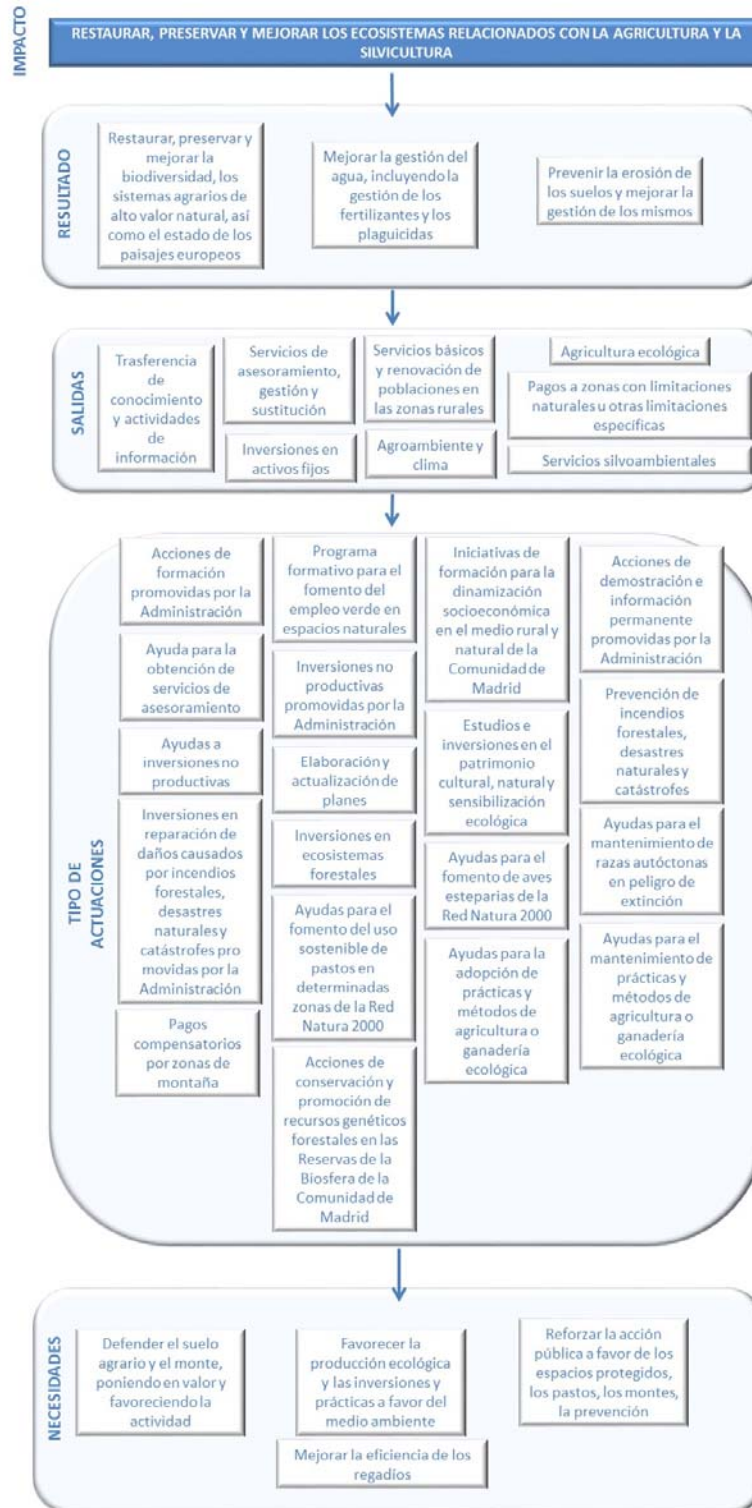 IMPACTO
RESTAURAR, PRESERVAR Y MEJORAR LOS ECOSISTEMAS RELACIONADOS CON LA AGRICULTURA Y LA
SILVICULTURA
RESULTADO
Restaurar, preservar y
mejorar la
biodiversidad, los
sistemas agrarios de
alto valor natural, así
como el estado de los
paisajes europeos
Mejorar la gestión del
agua, incluyendo la
gestión de los
fertilizantes y los
plaguicidas
Prevenir la erosión de
los suelos y mejorar la
gestión de los mismos
SALIDAS
Trasferencia
de
conocimiento
y actividades
de
información
Servicios de
asesoramiento,
gestión y
sustitución
Inversiones en
activos fijos
Servicios básicos
y renovación de
poblaciones en
las zonas rurales
Agroambiente y
clima
Agricultura ecológica
Pagos a zonas con limitaciones
naturales u otras limitaciones
específicas
Servicios silvoambientales
TIPO DE
ACTUACIONES
Acciones de
formación
promovidas por la
Administración
Ayuda para la
obtención de
servicios de
asesoramiento
Ayudas a
inversiones no
productivas
Inversiones en
reparación de
daños causados
por incendios
forestales,
desastres
naturales y
catástrofes pro
movidas por la
Administración
Pagos
compensatorios
por zonas de
montaña
Programa
formativo para el
fomento del
empleo verde en
espacios naturales
Inversiones no
productivas
promovidas por la
Administración
Elaboración y
actualización de
planes
Inversiones en
ecosistemas
forestales
Ayudas para el
fomento del uso
sostenible de
pastos en
determinadas
zonas de la Red
Natura 2000
Acciones de
conservación y
promoción de
recursos genéticos
forestales en las
Reservas de la
Biosfera de la
Comunidad de
Madrid
Iniciativas de
formación para la
dinamización
socioeconómica
en el medio rural y
natural de la
Comunidad de
Madrid
Estudios e
inversiones en el
patrimonio
cultural, natural y
sensibilización
ecológica
Ayudas para el
fomento de aves
esteparias de la
Red Natura 2000
Ayudas para la
adopción de
prácticas y
métodos de
agricultura o
ganadería
ecológica
Acciones de
demostración e
información
permanente
promovidas por la
Administración
Prevención de
incendios
forestales,
desastres
naturales y
catástrofes
Ayudas para el
mantenimiento de
razas autóctonas
en peligro de
extinción
Ayudas para el
mantenimiento de
prácticas y
métodos de
agricultura o
ganadería
ecológica
NECESIDADES
Defender el suelo
agrario y el monte,
poniendo en valor y
favoreciendo la
actividad
Favorecer la
producción ecológica
y las inversiones y
prácticas a favor del
medio ambiente
Mejorar la eficiencia de los
regadíos
Reforzar la acción
pública a favor de los
espacios protegidos,
los pastos, los montes,
la prevención